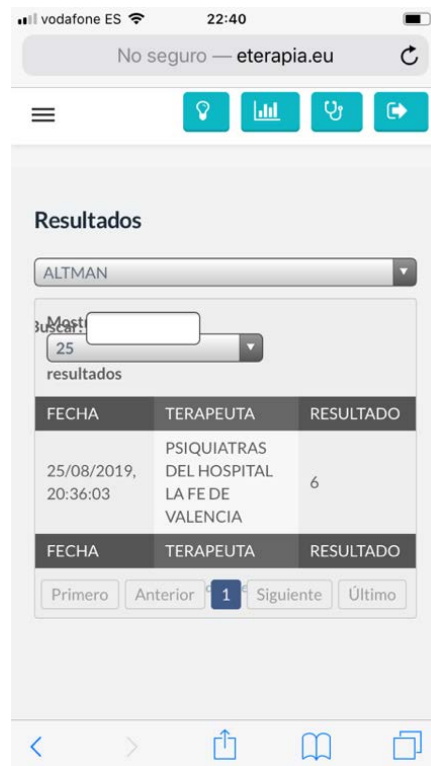 vodafone ES 22:40
No seguro — eterapia.eu
Resultados
ALTMAN
Buscar:
25
resultados
FECHA TERAPEUTA RESULTADO
25/08/2019, 20:36:03
PSIQUIATRAS
DEL HOSPITAL
LA FE DE
VALENCIA
6
FECHA TERAPEUTA RESULTADO
Primero Anterior 1 Siguiente Último